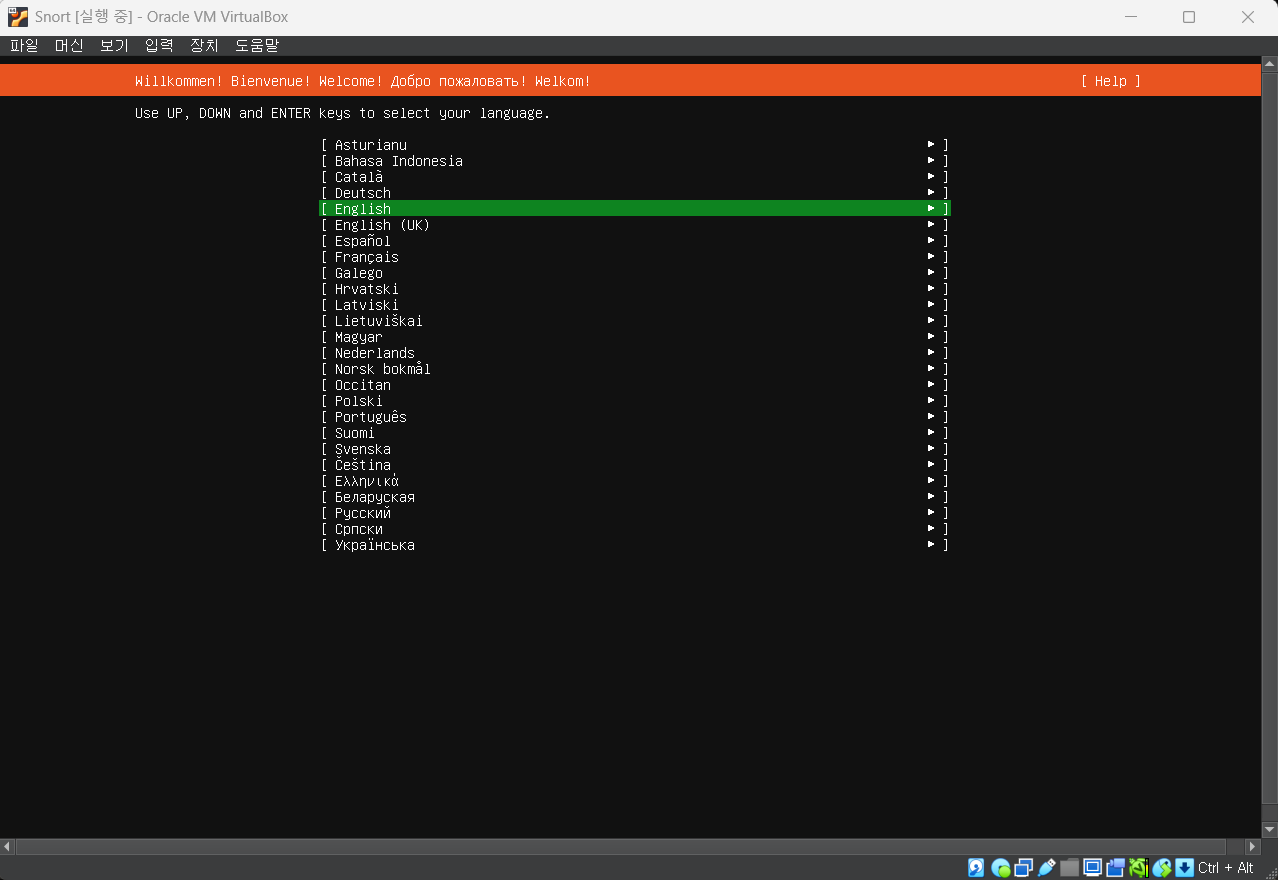 Snort [실행 중] - Oracle VM VirtualBox
파일 머신 보기 입력 장치 도움말
Willkommen! Bienvenue! Welcome! Добро пожаловать! Welkom! [ Help ]
Use UP, DOWN and ENTER keys to select your language.
[ Asturianu ► ]
[ Bahasa Indonesia ► ]
[ Català ► ]
[ Deutsch ► ]
[ English ► ]
[ English (UK) ► ]
[ Español ► ]
[ Français ► ]
[ Galego ► ]
[ Hrvatski ► ]
[ Latviski ► ]
[ Lietuviškai ► ]
[ Magyar ► ]
[ Nederlands ► ]
[ Norsk bokmål ► ]
[ Occitan ► ]
[ Polski ► ]
[ Português ► ]
[ Suomi ► ]
[ Svenska ► ]
[ Čeština ► ]
[ Ελληνικά ► ]
[ Беларуская ► ]
[ Русский ► ]
[ Српски ► ]
[ Українська ► ]
Ctrl + Alt